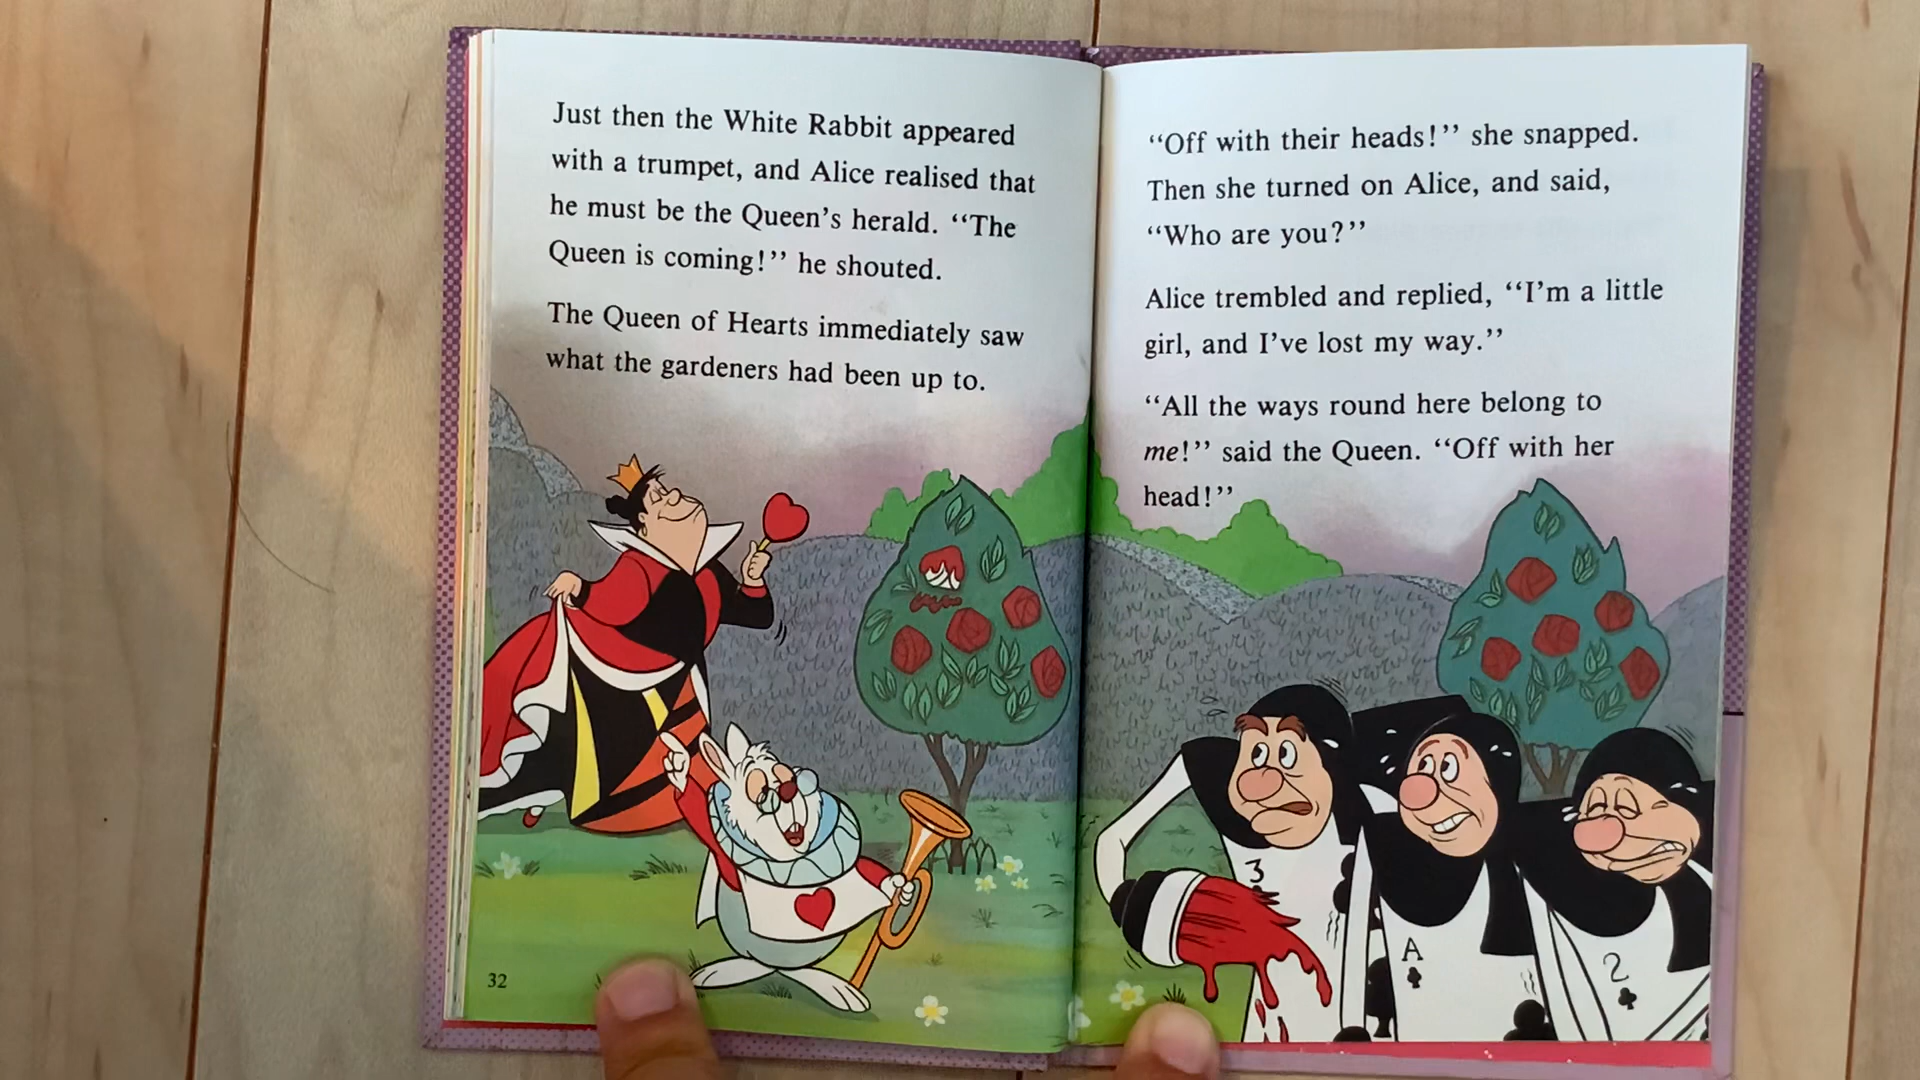 Just then the White Rabbit appeared
with a trumpet, and Alice realised that
he must be the Queen's herald. “The
Queen is coming!” he shouted.
The Queen of Hearts immediately saw
what the gardeners had been up to.
32
“Off with their heads!” she snapped.
Then she turned on Alice, and said,
“Who are you?”
Alice trembled and replied, “I'm a little
girl, and I've lost my way.”
“All the ways round here belong to
me!” said the Queen. “Off with her
head!”
3
A
2